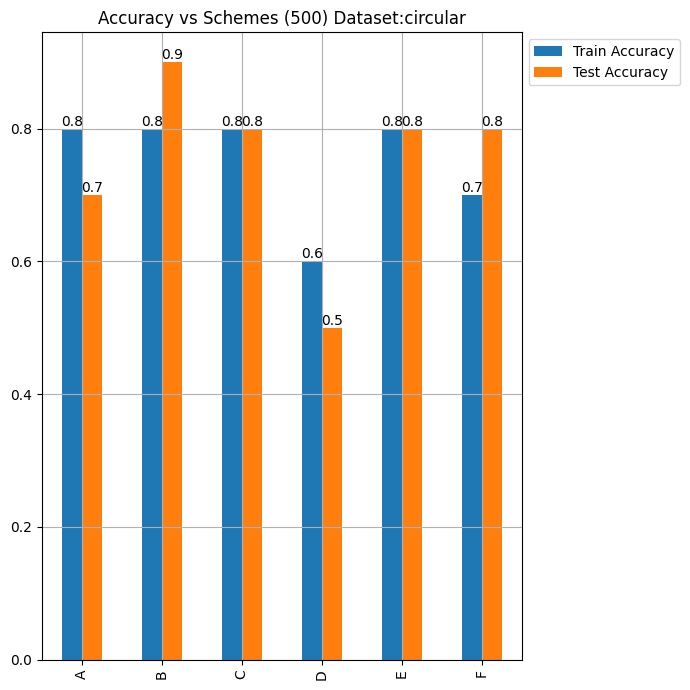 Accuracy vs Schemes (500) Dataset:circular
Train Accuracy
Test Accuracy
0.9
0.8 0.8 0.8 0.8 0.8 0.8 0.8
0.7 0.7
0.6
0.5
0.8
0.6
0.4
0.2
0.0
A B C D E F